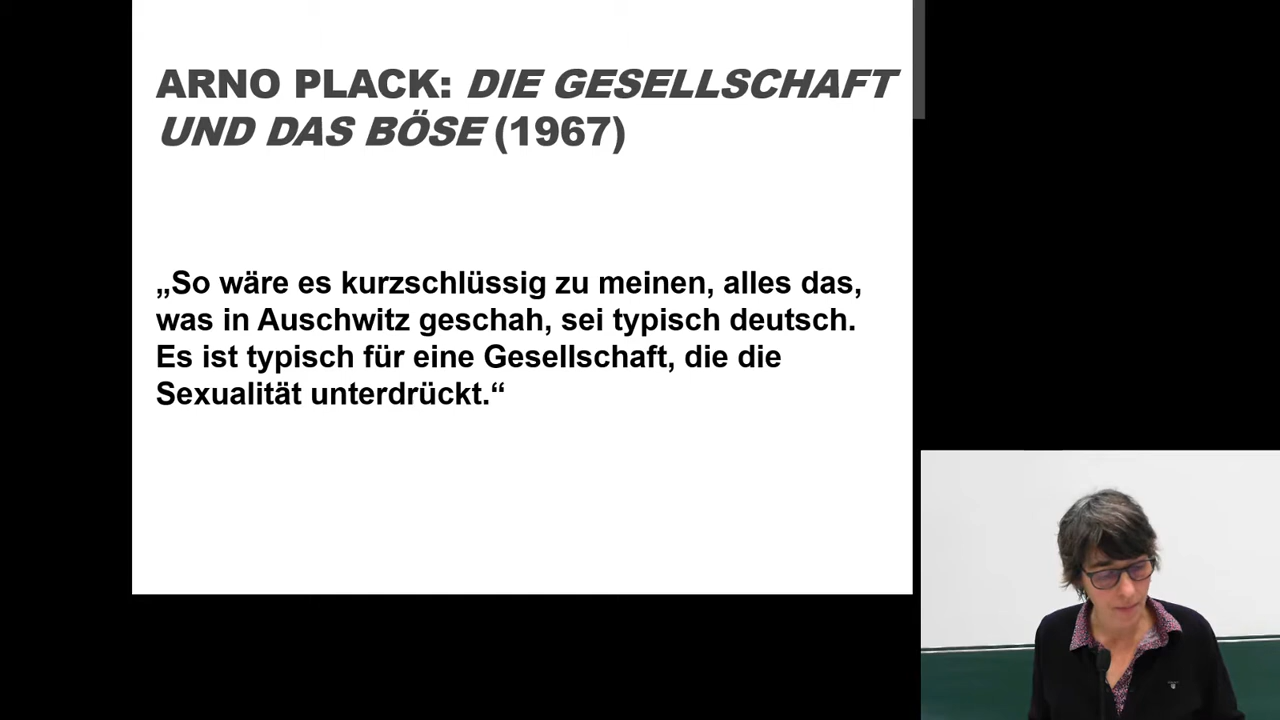 ARNO PLACK: DIE GESELLSCHAFT
UND DAS BÖSE (1967)
„So wäre es kurzschlüssig zu meinen, alles das,
was in Auschwitz geschah, sei typisch deutsch.
Es ist typisch für eine Gesellschaft, die die
Sexualität unterdrückt.“